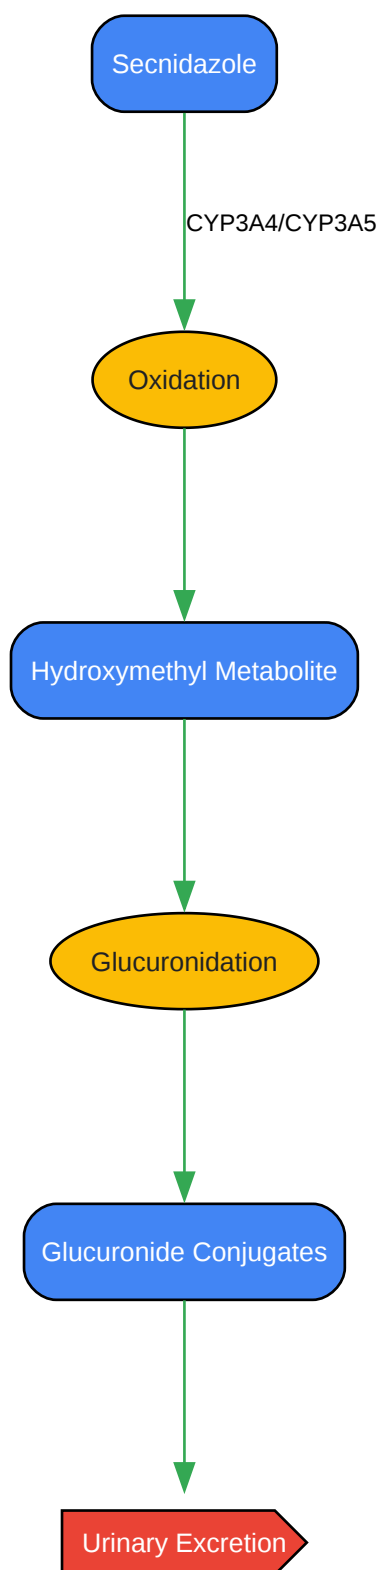 Secnidazole
CYP3A4/CYP3A5
Oxidation
Hydroxymethyl Metabolite
Glucuronidation
Glucuronide Conjugates
Urinary Excretion